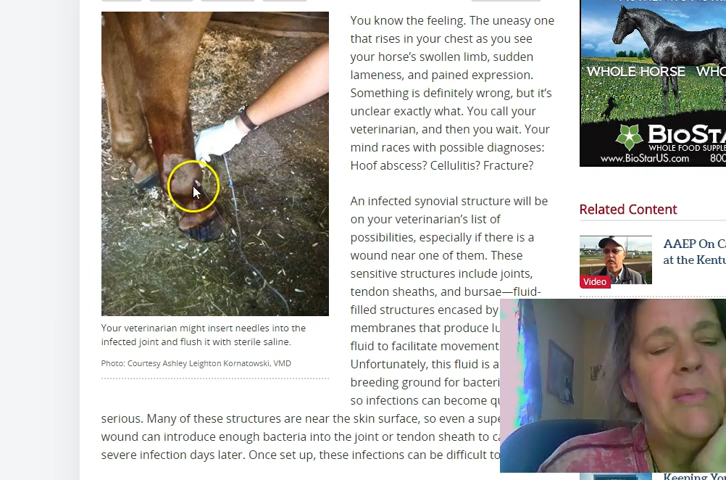 You know the feeling. The uneasy one
that rises in your chest as you see
your horse's swollen limb, sudden
lameness, and pained expression.
Something is definitely wrong, but it's
unclear exactly what. You call your
veterinarian, and then you wait. Your
mind races with possible diagnoses:
Hoof abscess? Cellulitis? Fracture?
An infected synovial structure will be
on your veterinarian's list of
possibilities, especially if there is a
wound near one of them. These
sensitive structures include joints,
tendon sheaths, and bursae—fluid-
filled structures encased by
membranes that produce
fluid to facilitate movement
Unfortunately, this fluid is a
breeding ground for
so infections can become
serious. Many of these structures are near the skin surface, so even a
wound can introduce enough bacteria into the joint or tendon sheath to
severe infection days later. Once set up, these infections can be difficult to
Your veterinarian might insert needles into the
infected joint and flush it with sterile saline.
Photo: Courtesy Ashley Leighton Kornatowski, VMD
WHOLE HORSE
WHOLE FOOD
www.BioStarUS.com 800
Related Content
Video
AAEP On
at the
Keeping